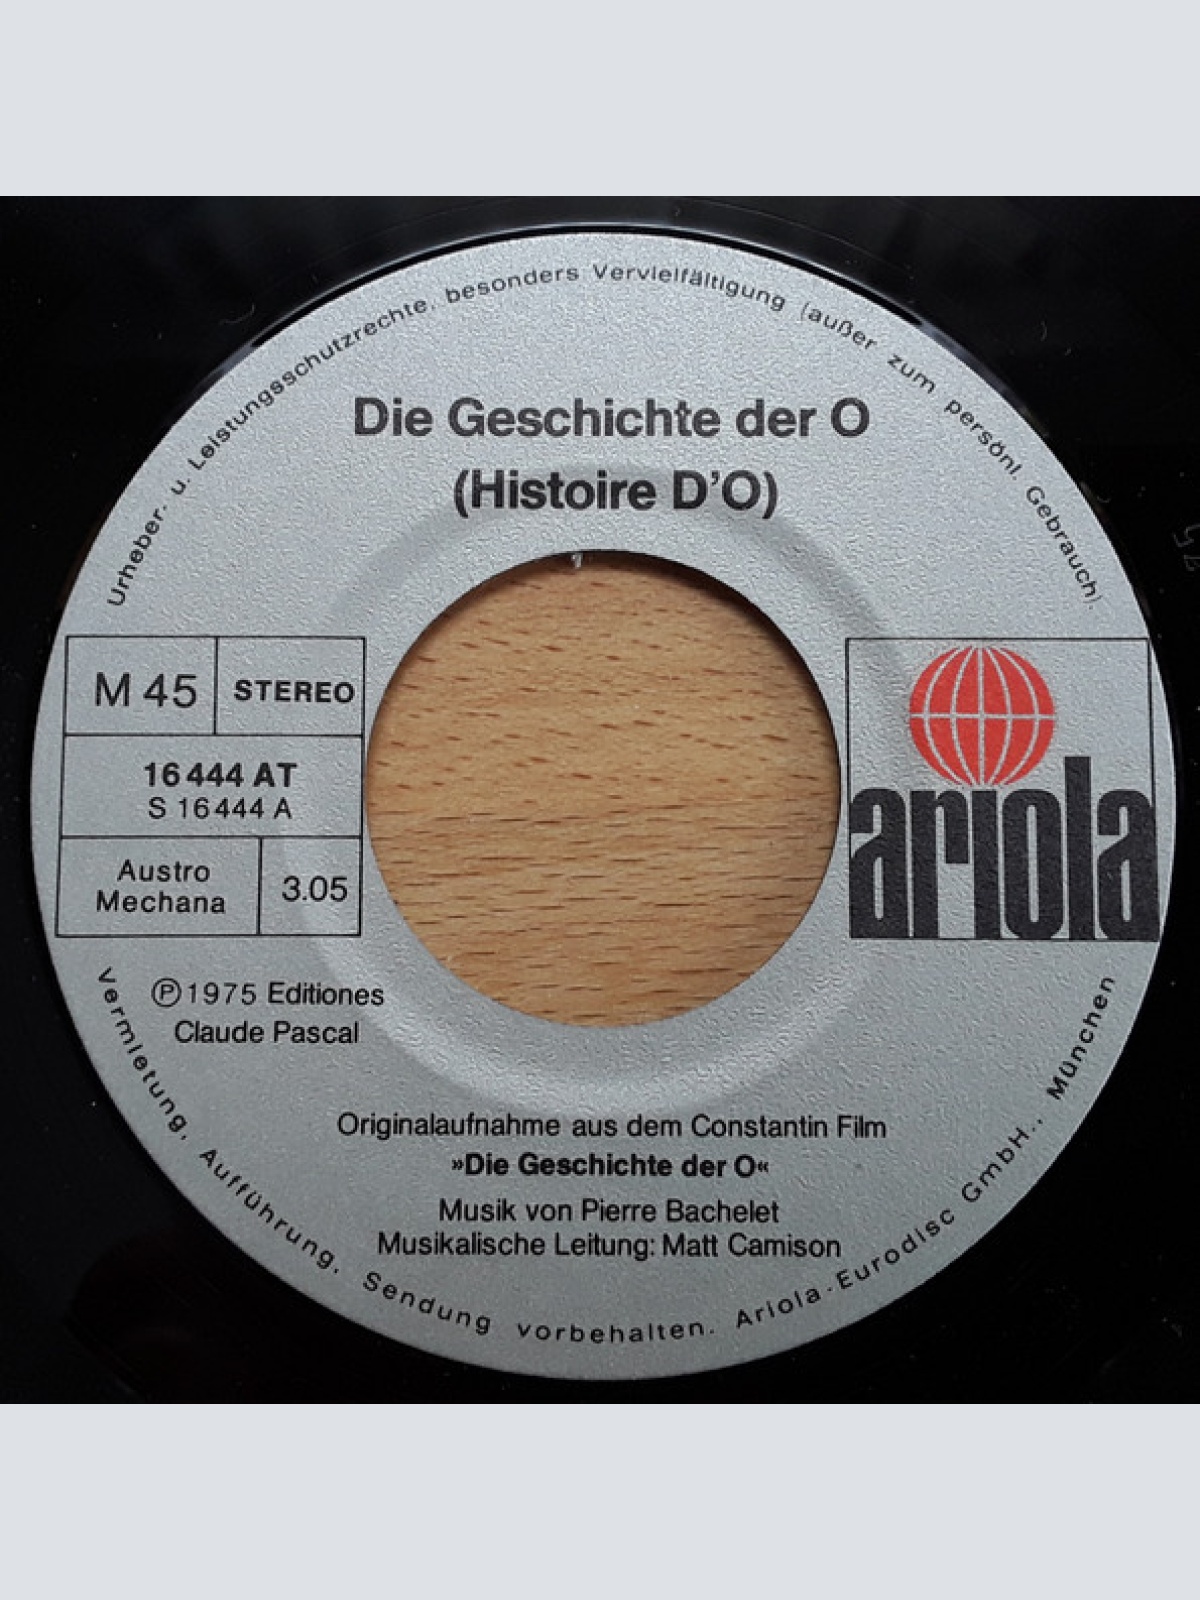 Urheber- u. Leistungsschutzrechte, besonders Vervielfältigung (außer zum persönl. Gebrauch),
Die Geschichte der O
(Histoire D'O)
M 45
STEREO
16 444 AT
S 16 444 A
Austro
Mechana
3.05
ariola
℗ 1975 Editiones
Claude Pascal
Originalaufnahme aus dem Constantin Film
»Die Geschichte der O«
Musik von Pierre Bachelet
Musikalische Leitung: Matt Camison
Vermietung, Aufführung, Sendung vorbehalten. Ariola-Eurodisc GmbH., München